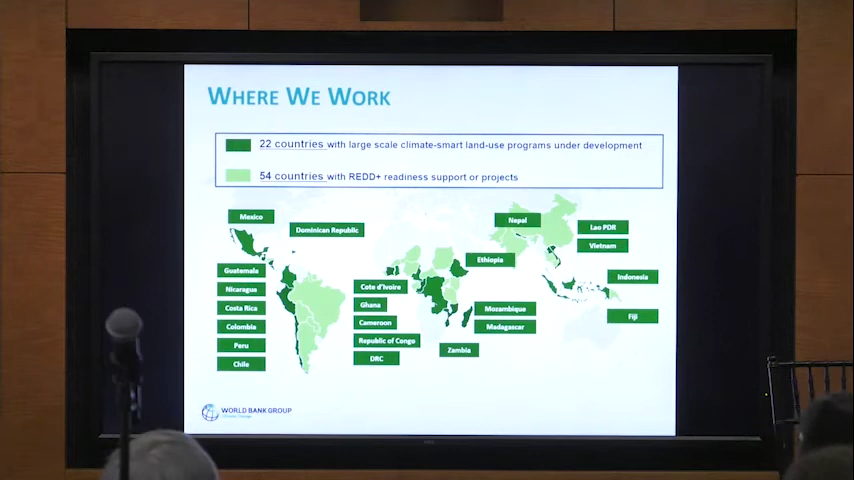 WHERE WE WORK
22 countries with large scale climate-smart land-use programs under development
54 countries with REDD+ readiness support or projects
Mexico
Dominican Republic
Nepal
Lao PDR
Vietnam
Ethiopia
Guatemala
Nicaragua
Costa Rica
Colombia
Peru
Chile
Cote d'Ivoire
Ghana
Cameroon
Republic of Congo
DRC
Mozambique
Madagascar
Zambia
Indonesia
Fiji
WORLD BANK GROUP